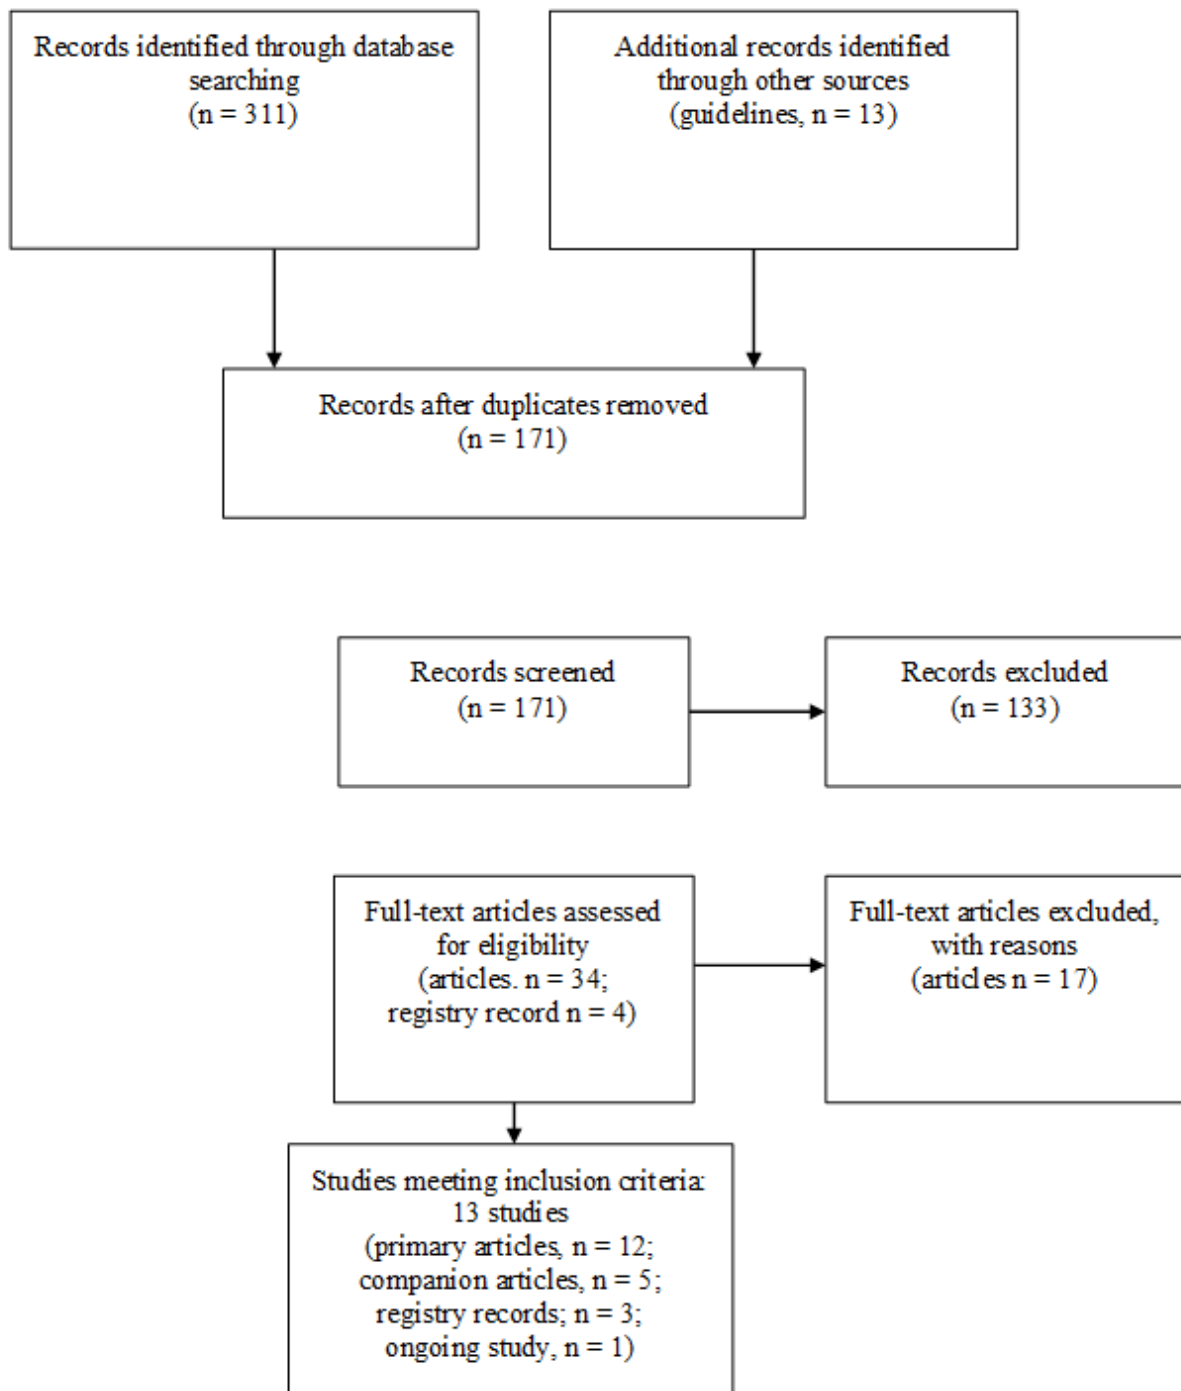 Records identified through database
searching
(n = 311)
Additional records identified
through other sources
(guidelines, n = 13)
Records after duplicates removed
(n = 171)
Records screened
(n = 171)
Records excluded
(n = 133)
Full-text articles assessed
for eligibility
(articles. n = 34;
registry record n = 4)
Full-text articles excluded,
with reasons
(articles n = 17)
Studies meeting inclusion criteria:
13 studies
(primary articles, n = 12;
companion articles, n = 5;
registry records; n = 3;
ongoing study, n = 1)